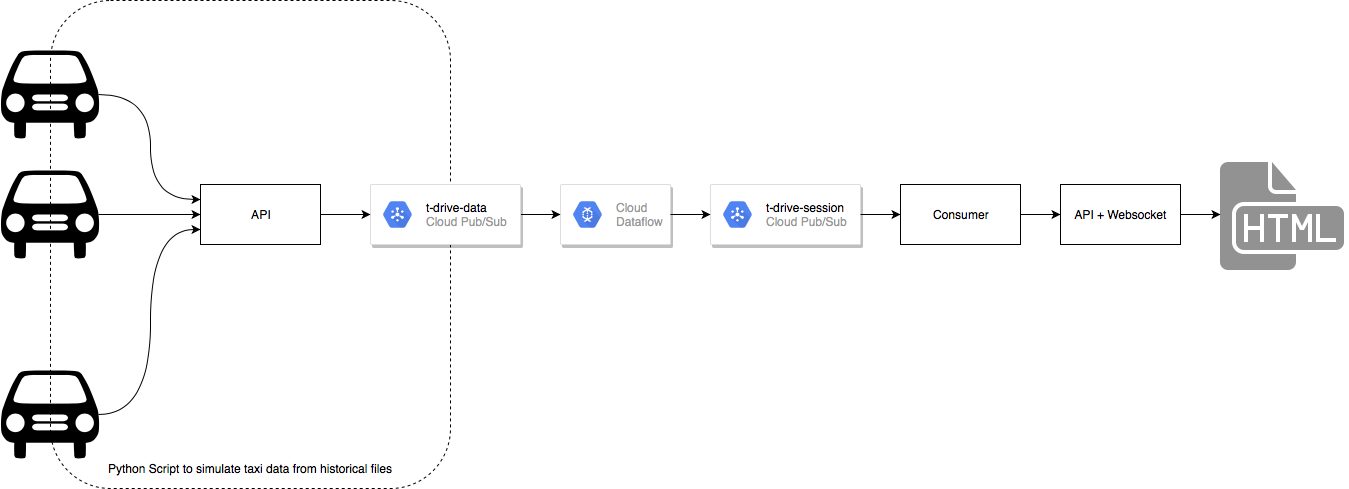 API
t-drive-data
Cloud Pub/Sub
Cloud
Dataflow
t-drive-session
Cloud Pub/Sub
Consumer
API + Websocket
HTML
Python Script to simulate taxi data from historical files